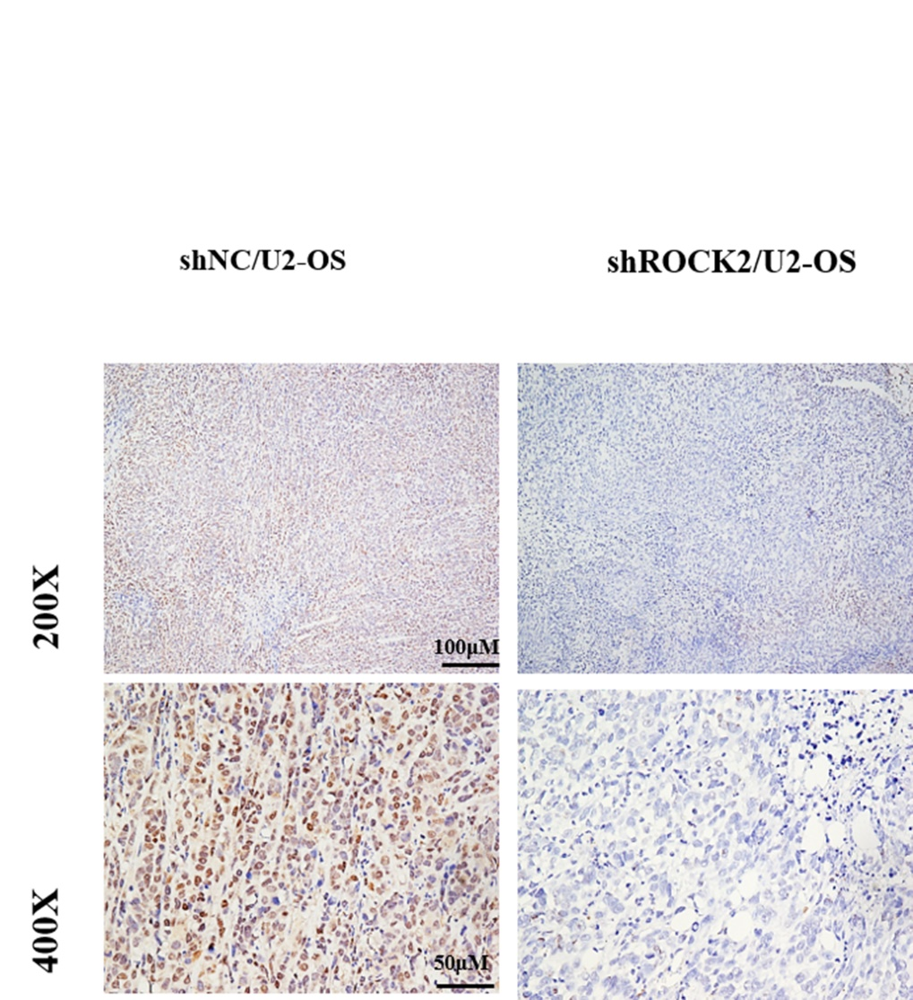 shNC/U2-OS
shROCK2/U2-OS
200X
100μM
400X
50μM